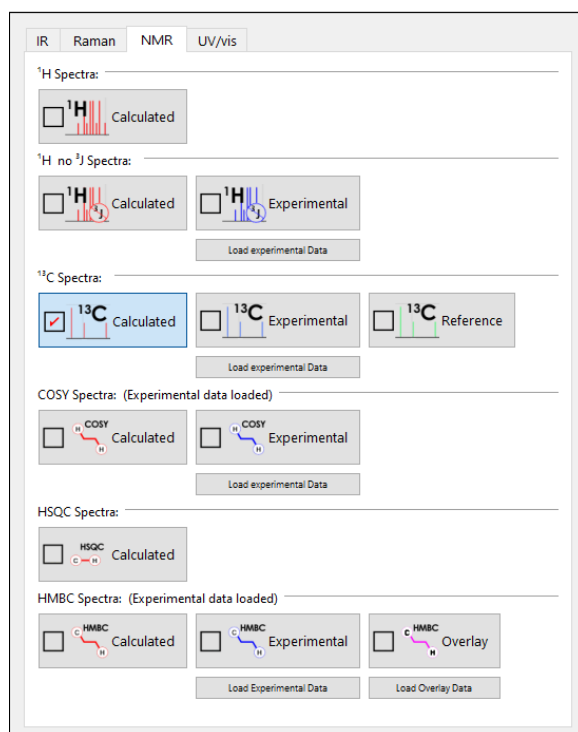 IR Raman NMR UV/vis
¹H Spectra:
¹H Calculated
¹H no ³J Spectra:
¹H ³J Calculated ¹H ³J Experimental
Load experimental Data
¹³C Spectra:
¹³C Calculated ¹³C Experimental ¹³C Reference
Load experimental Data
COSY Spectra: (Experimental data loaded)
H COSY H Calculated H COSY H Experimental
Load experimental Data
HSQC Spectra:
HSQC C H Calculated
HMBC Spectra: (Experimental data loaded)
C HMBC H Calculated C HMBC H Experimental C HMBC H Overlay
Load Experimental Data Load Overlay Data